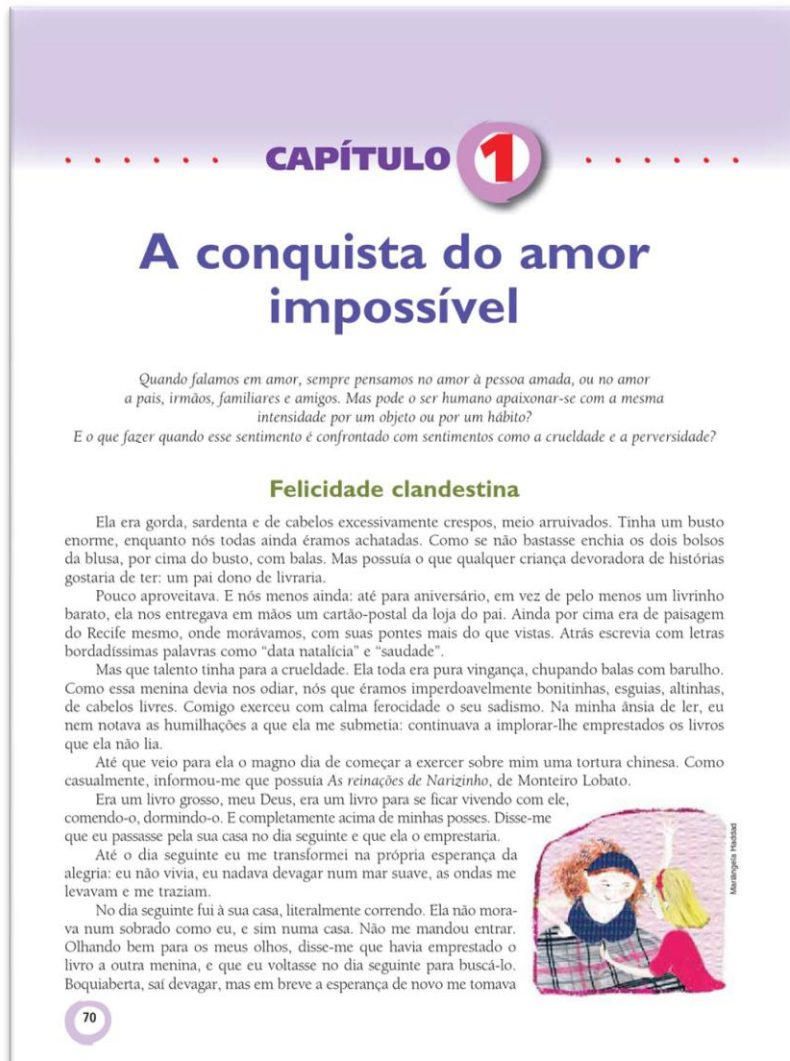 CAPÍTULO 1
A conquista do amor
impossível
Quando falamos em amor, sempre pensamos no amor à pessoa amada, ou no amor
a pais, irmãos, familiares e amigos. Mas pode o ser humano apaixonar-se com a mesma
intensidade por um objeto ou por um hábito?
E o que fazer quando esse sentimento é confrontado com sentimentos como a crueldade e a perversidade?
Felicidade clandestina
Ela era gorda, sardenta e de cabelos excessivamente crespos, meio arruivados. Tinha um busto
enorme, enquanto nós todas ainda éramos achatadas. Como se não bastasse enchia os dois bolsos
da blusa, por cima do busto, com balas. Mas possuía o que qualquer criança devoradora de histórias
gostaria de ter: um pai dono de livraria.
Pouco aproveitava. E nós menos ainda: até para aniversário, em vez de pelo menos um livrinho
barato, ela nos entregava em mãos um cartão-postal da loja do pai. Ainda por cima era de paisagem
do Recife mesmo, onde morávamos, com suas pontes mais do que vistas. Atrás escrevia com letras
bordadíssimas palavras como “data natalícia” e “saudade”.
Mas que talento tinha para a crueldade. Ela toda era pura vingança, chupando balas com barulho.
Como essa menina devia nos odiar, nós que éramos imperdoavelmente bonitinhas, esguias, altinhas,
de cabelos livres. Comigo exerceu com calma ferocidade o seu sadismo. Na minha ânsia de ler, eu
nem notava as humilhações a que ela me submetia: continuava a implorar-lhe emprestados os livros
que ela não lia.
Até que veio para ela o magno dia de começar a exercer sobre mim uma tortura chinesa. Como
casualmente, informou-me que possuía As reinações de Narizinho, de Monteiro Lobato.
Era um livro grosso, meu Deus, era um livro para se ficar vivendo com ele,
comendo-o, dormindo-o. E completamente acima de minhas posses. Disse-me
que eu passasse pela sua casa no dia seguinte e que ela o emprestaria.
Até o dia seguinte eu me transformei na própria esperança da
alegria: eu não vivia, eu nadava devagar num mar suave, as ondas me
levavam e me traziam.
No dia seguinte fui à sua casa, literalmente correndo. Ela não mora-
va num sobrado como eu, e sim numa casa. Não me mandou entrar.
Olhando bem para os meus olhos, disse-me que havia emprestado o
livro a outra menina, e que eu voltasse no dia seguinte para buscá-lo.
Boquiaberta, saí devagar, mas em breve a esperança de novo me tomava
Mariângela Haddad
70